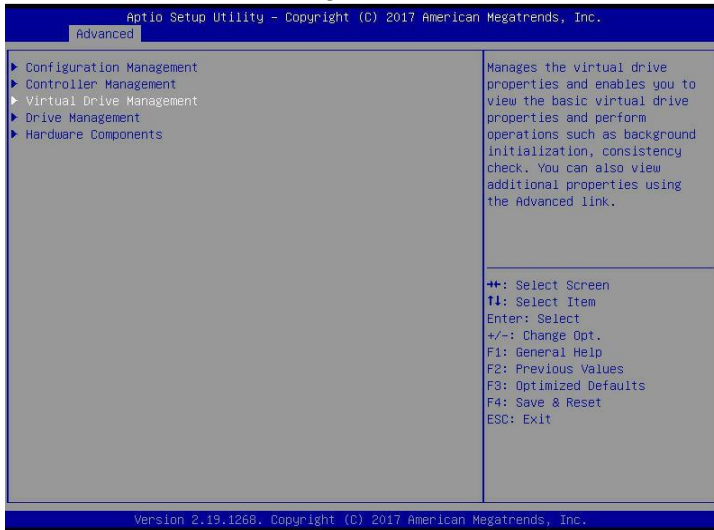 Aptio Setup Utility – Copyright (C) 2017 American Megatrends, Inc.
Advanced
Configuration Management
Controller Management
Virtual Drive Management
Drive Management
Hardware Components
Manages the virtual drive
properties and enables you to
view the basic virtual drive
properties and perform
operations such as background
initialization, consistency
check. You can also view
additional properties using
the Advanced link.
→←: Select Screen
↑↓: Select Item
Enter: Select
+/-: Change Opt.
F1: General Help
F2: Previous Values
F3: Optimized Defaults
F4: Save & Reset
ESC: Exit
Version 2.19.1268. Copyright (C) 2017 American Megatrends, Inc.